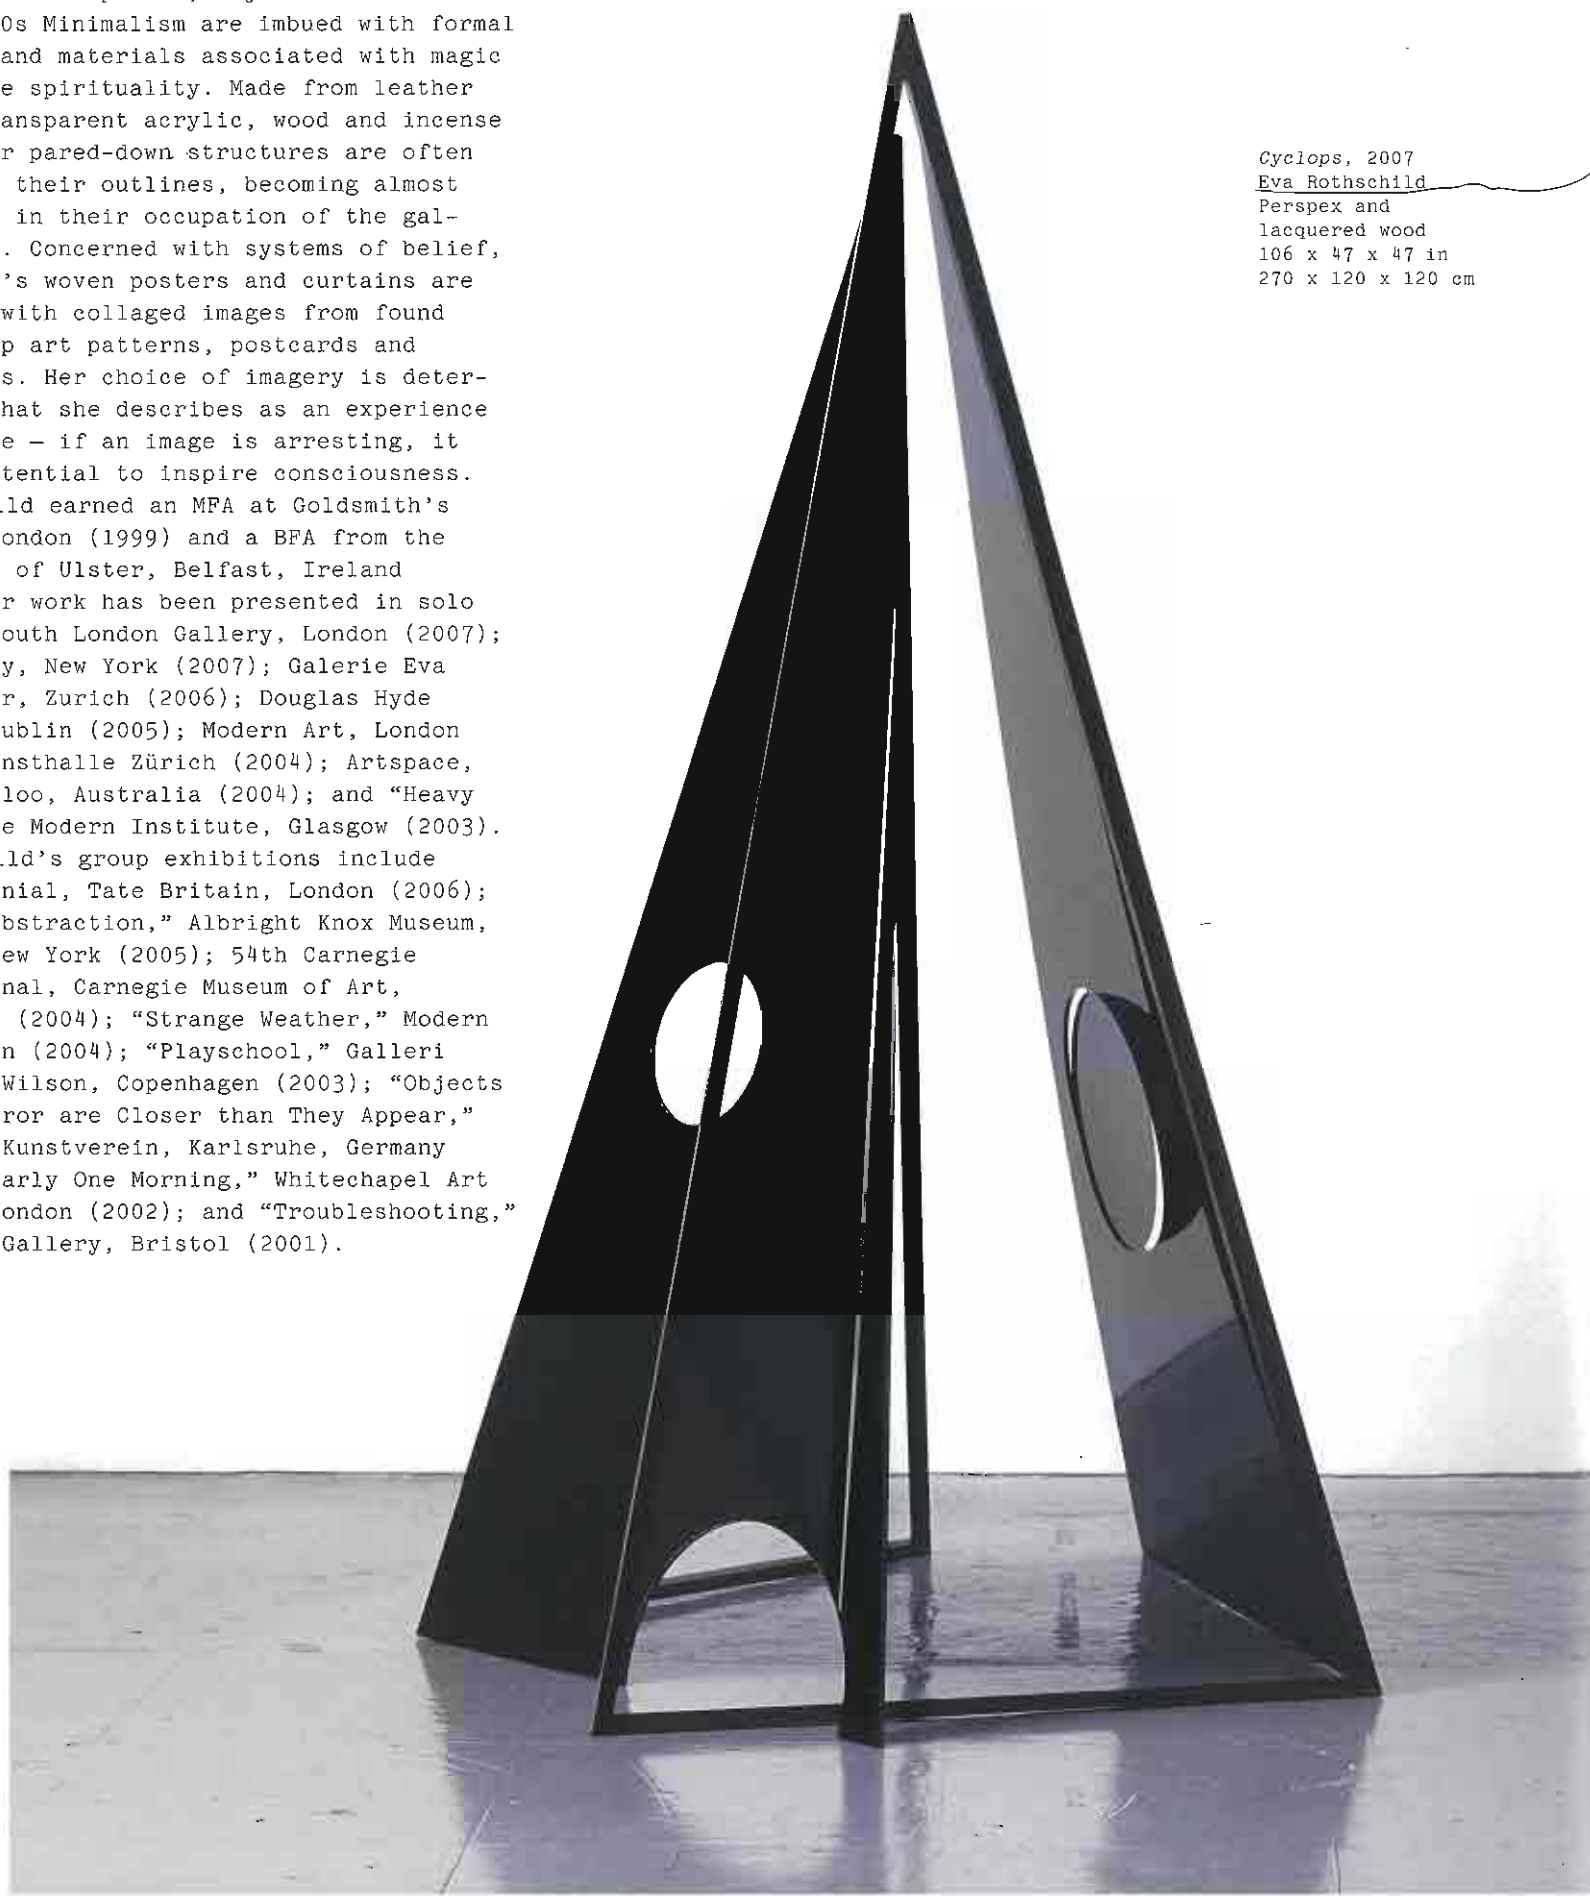 0s Minimalism are imbued with formal
and materials associated with magic
e spirituality. Made from leather
ansparent acrylic, wood and incense
r pared-down structures are often
their outlines, becoming almost
in their occupation of the gal-
. Concerned with systems of belief,
's woven posters and curtains are
with collaged images from found
p art patterns, postcards and
s. Her choice of imagery is deter-
hat she describes as an experience
e – if an image is arresting, it
tential to inspire consciousness.
ld earned an MFA at Goldsmith's
ondon (1999) and a BFA from the
of Ulster, Belfast, Ireland
r work has been presented in solo
outh London Gallery, London (2007);
y, New York (2007); Galerie Eva
r, Zurich (2006); Douglas Hyde
ublin (2005); Modern Art, London
nsthalle Zürich (2004); Artspace,
loo, Australia (2004); and “Heavy
e Modern Institute, Glasgow (2003).
ld's group exhibitions include
nial, Tate Britain, London (2006);
bstraction,” Albright Knox Museum,
ew York (2005); 54th Carnegie
nal, Carnegie Museum of Art,
(2004); “Strange Weather,” Modern
n (2004); “Playschool,” Galleri
Wilson, Copenhagen (2003); “Objects
ror are Closer than They Appear,”
Kunstverein, Karlsruhe, Germany
arly One Morning,” Whitechapel Art
ondon (2002); and “Troubleshooting,”
Gallery, Bristol (2001).
Cyclops, 2007
Eva Rothschild
Perspex and
lacquered wood
106 x 47 x 47 in
270 x 120 x 120 cm